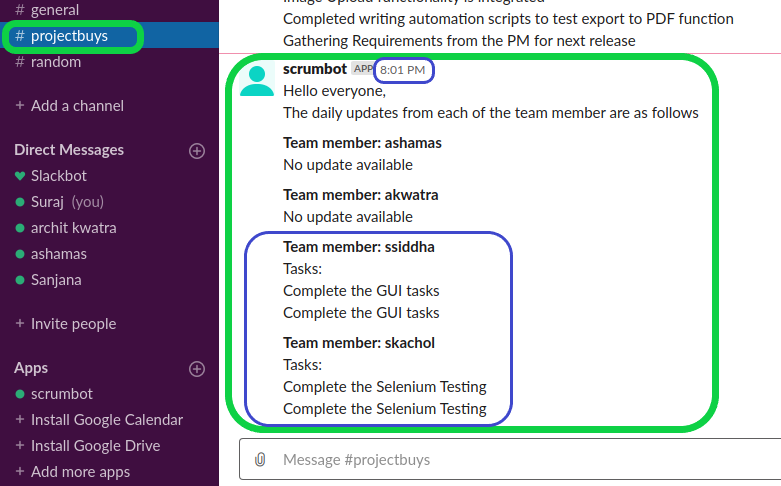 # general
# projectbuys
# random
+ Add a channel
Direct Messages
Slackbot
Suraj (you)
archit kwatra
ashamas
Sanjana
+ Invite people
Apps
scrumbot
+ Install Google Calendar
+ Install Google Drive
+ Add more apps
Image Upload functionality is integrated
Completed writing automation scripts to test export to PDF function
Gathering Requirements from the PM for next release
scrumbot APP 8:01 PM
Hello everyone,
The daily updates from each of the team member are as follows
Team member: ashamas
No update available
Team member: akwatra
No update available
Team member: ssiddha
Tasks:
Complete the GUI tasks
Complete the GUI tasks
Team member: skachol
Tasks:
Complete the Selenium Testing
Complete the Selenium Testing
Message #projectbuys